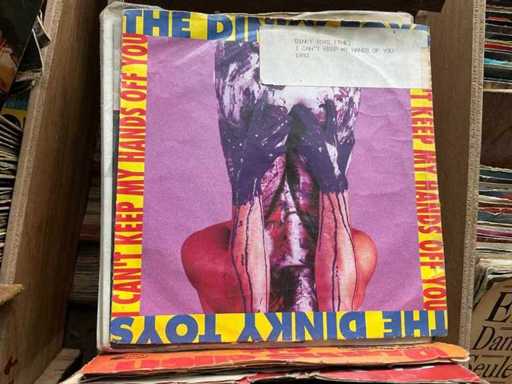 THE DINKY TOYS
DINKY TOYS (THE)
I CAN'T KEEP MY HANDS OF YOU
1992
I CAN'T KEEP MY HANDS OFF YOU
I CAN'T KEEP MY HANDS OFF YOU
THE DINKY TOYS